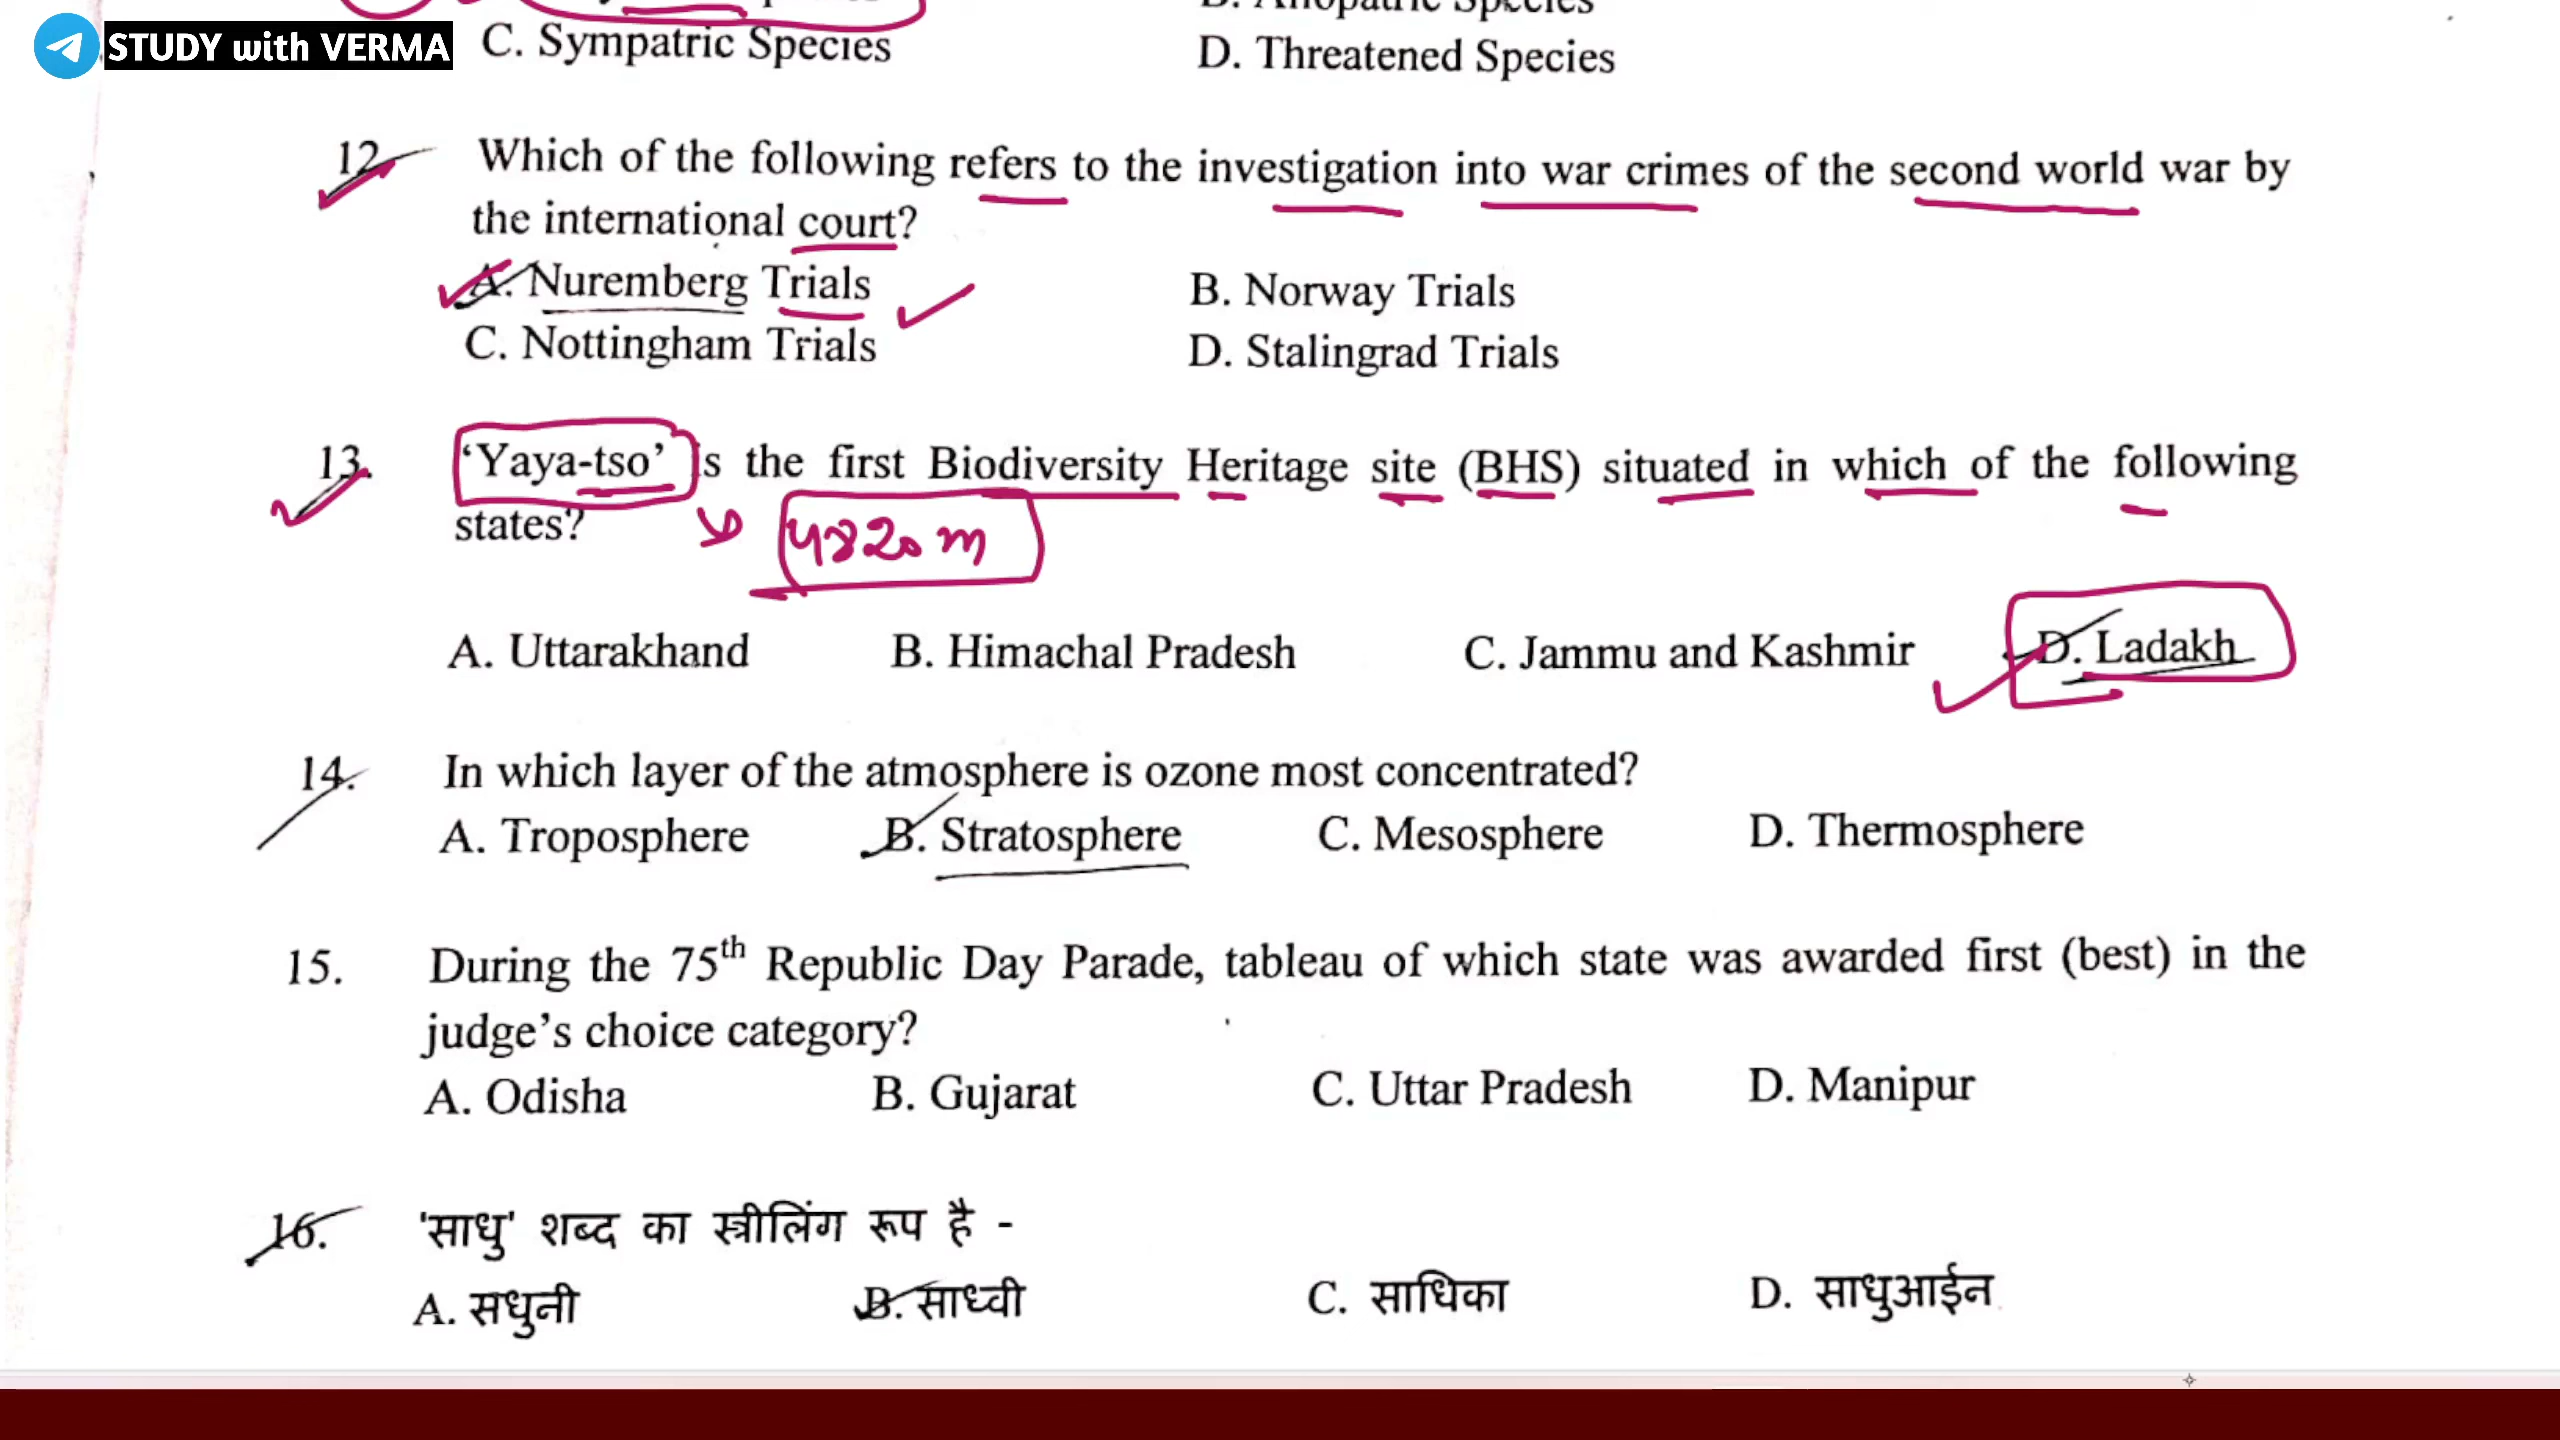 STUDY with VERMA
C. Sympatric Species D. Threatened Species
12. Which of the following refers to the investigation into war crimes of the second world war by
the international court?
A. Nuremberg Trials B. Norway Trials
C. Nottingham Trials D. Stalingrad Trials
13. 'Yaya-tso' is the first Biodiversity Heritage site (BHS) situated in which of the following
states?
4820 m
A. Uttarakhand B. Himachal Pradesh C. Jammu and Kashmir D. Ladakh
14. In which layer of the atmosphere is ozone most concentrated?
A. Troposphere B. Stratosphere C. Mesosphere D. Thermosphere
15. During the 75th Republic Day Parade, tableau of which state was awarded first (best) in the
judge's choice category?
A. Odisha B. Gujarat C. Uttar Pradesh D. Manipur
16. 'साधु' शब्द का स्त्रीलिंग रूप है -
A. सधुनी B. साध्वी C. साधिका D. साधुआईन